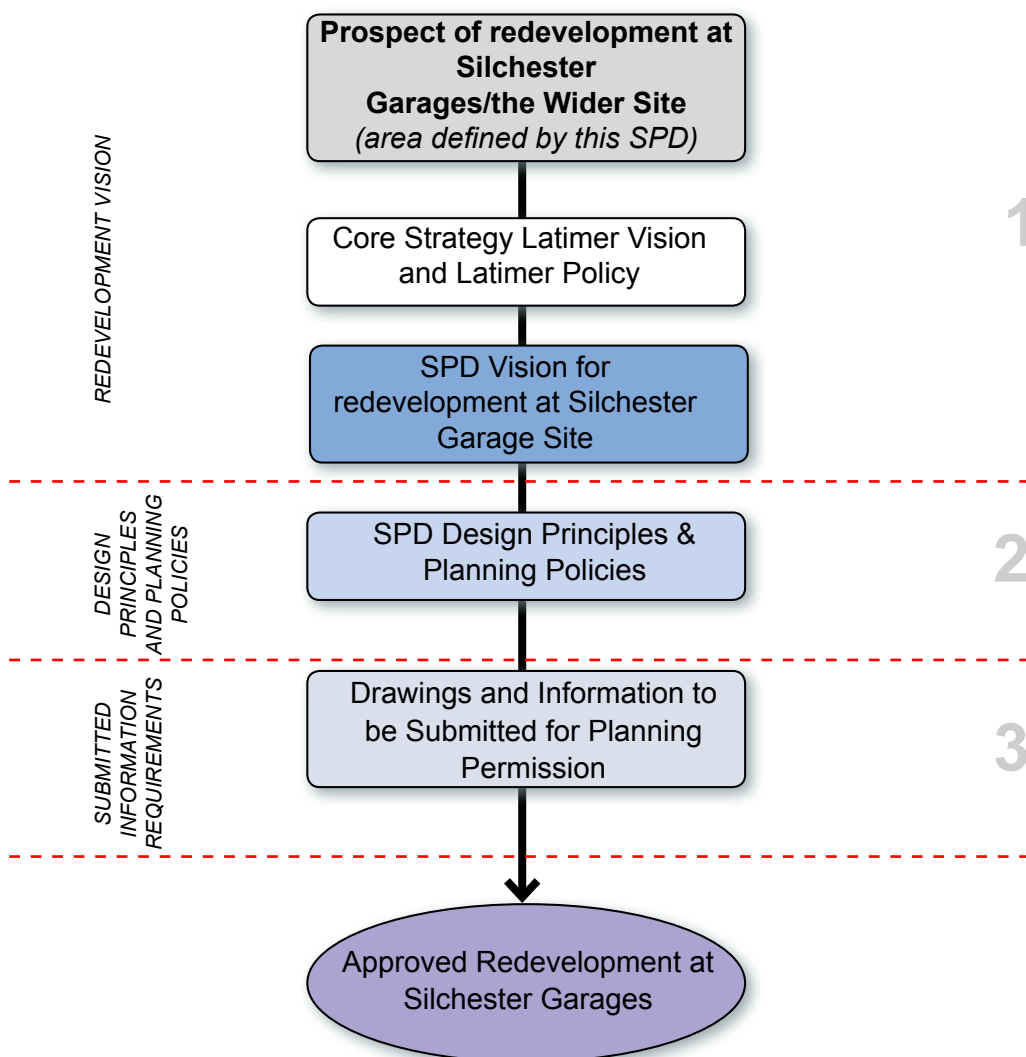 Prospect of redevelopment at
Silchester
Garages/the Wider Site
(area defined by this SPD)
REDEVELOPMENT VISION
1
Core Strategy Latimer Vision
and Latimer Policy
SPD Vision for
redevelopment at Silchester
Garage Site
DESIGN
PRINCIPLES
AND PLANNING
POLICIES
SPD Design Principles &
Planning Policies
2
SUBMITTED
INFORMATION
REQUIREMENTS
Drawings and Information to
be Submitted for Planning
Permission
3
Approved Redevelopment at
Silchester Garages